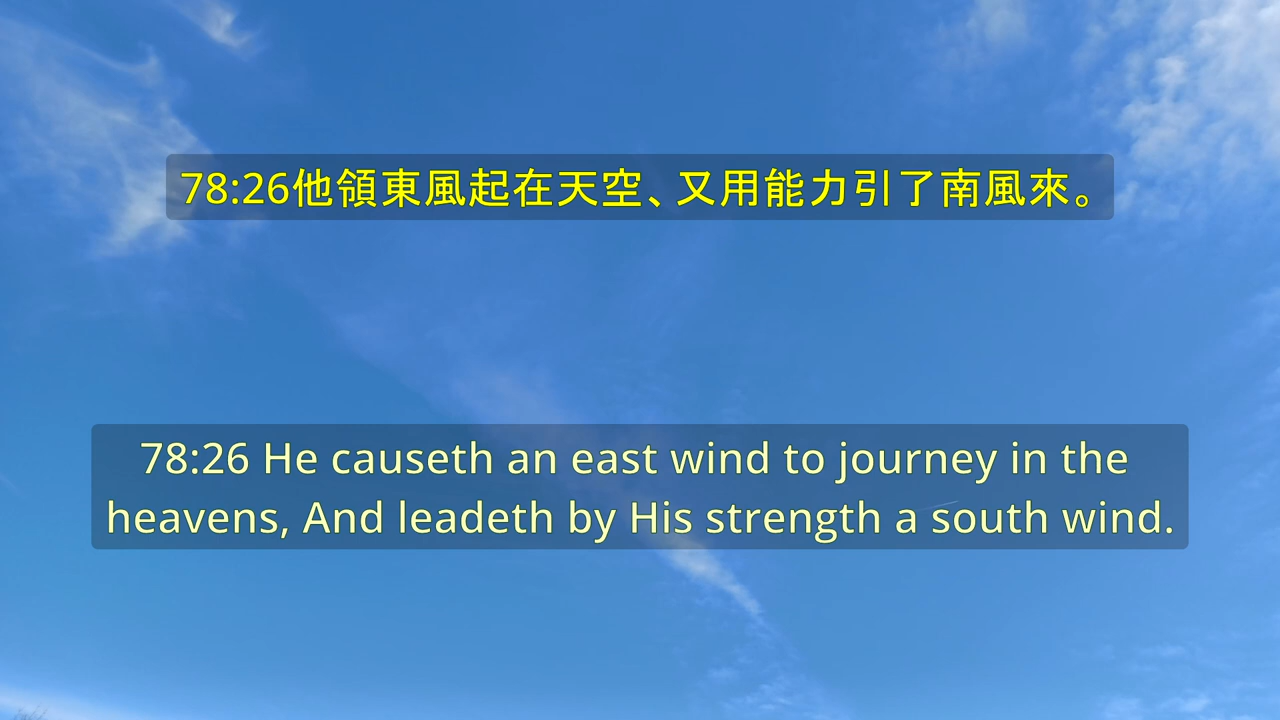 78:26他領東風起在天空、又用能力引了南風來。
78:26 He causeth an east wind to journey in the
heavens, And leadeth by His strength a south wind.